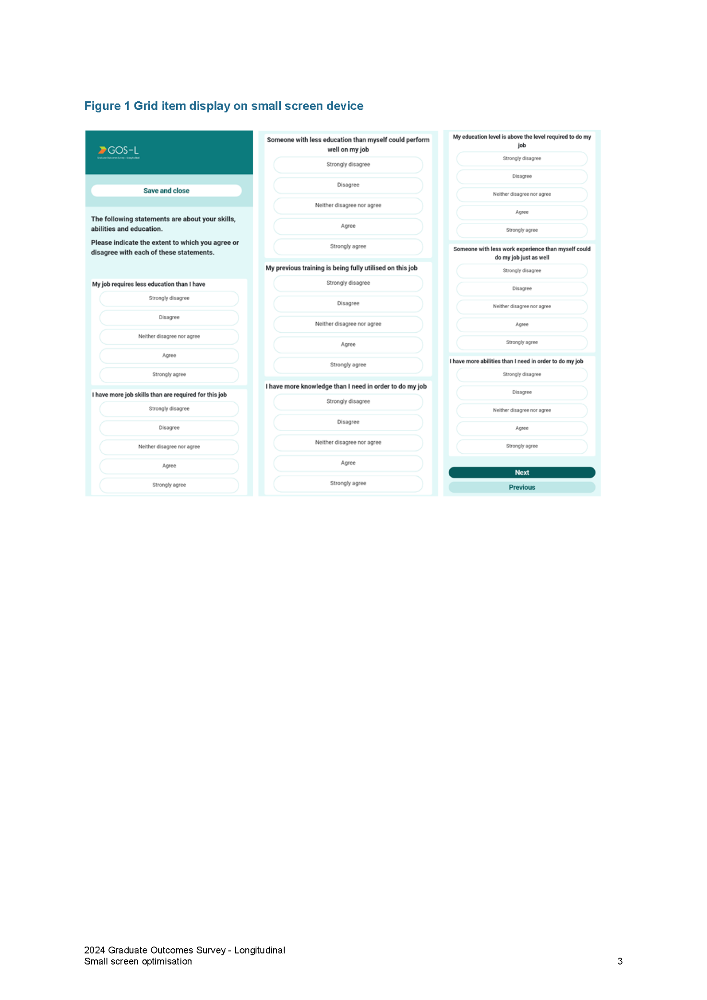 Figure 1 Grid item display on small screen device
GOS-L
Graduate Outcomes Survey - Longitudinal
Save and close
The following statements are about your skills,
abilities and education.
Please indicate the extent to which you agree or
disagree with each of these statements.
My job requires less education than I have
Strongly disagree
Disagree
Neither disagree nor agree
Agree
Strongly agree
I have more job skills than are required for this job
Strongly disagree
Disagree
Neither disagree nor agree
Agree
Strongly agree
Someone with less education than myself could perform
well on my job
Strongly disagree
Disagree
Neither disagree nor agree
Agree
Strongly agree
My previous training is being fully utilised on this job
Strongly disagree
Disagree
Neither disagree nor agree
Agree
Strongly agree
I have more knowledge than I need in order to do my job
Strongly disagree
Disagree
Neither disagree nor agree
Agree
Strongly agree
My education level is above the level required to do my
job
Strongly disagree
Disagree
Neither disagree nor agree
Agree
Strongly agree
Someone with less work experience than myself could
do my job just as well
Strongly disagree
Disagree
Neither disagree nor agree
Agree
Strongly agree
I have more abilities than I need in order to do my job
Strongly disagree
Disagree
Neither disagree nor agree
Agree
Strongly agree
Next
Previous
2024 Graduate Outcomes Survey - Longitudinal
Small screen optimisation
3